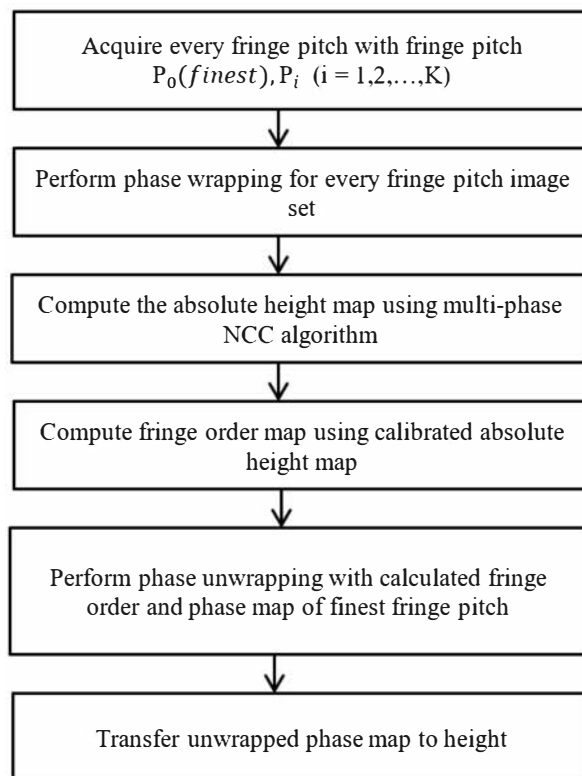 Acquire every fringe pitch with fringe pitch
P₀(finest), Pᵢ (i = 1,2,…,K)
Perform phase wrapping for every fringe pitch image
set
Compute the absolute height map using multi-phase
NCC algorithm
Compute fringe order map using calibrated absolute
height map
Perform phase unwrapping with calculated fringe
order and phase map of finest fringe pitch
Transfer unwrapped phase map to height